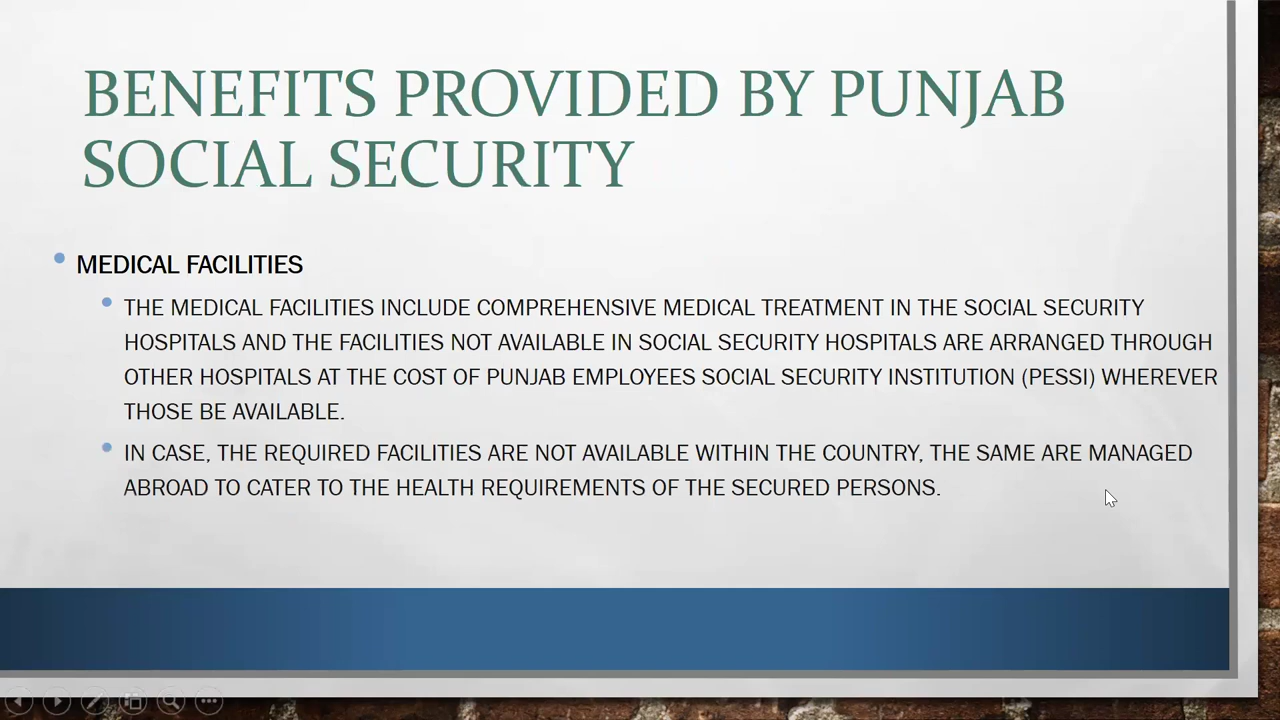 BENEFITS PROVIDED BY PUNJAB
SOCIAL SECURITY
MEDICAL FACILITIES
THE MEDICAL FACILITIES INCLUDE COMPREHENSIVE MEDICAL TREATMENT IN THE SOCIAL SECURITY
HOSPITALS AND THE FACILITIES NOT AVAILABLE IN SOCIAL SECURITY HOSPITALS ARE ARRANGED THROUGH
OTHER HOSPITALS AT THE COST OF PUNJAB EMPLOYEES SOCIAL SECURITY INSTITUTION (PESSI) WHEREVER
THOSE BE AVAILABLE.
IN CASE, THE REQUIRED FACILITIES ARE NOT AVAILABLE WITHIN THE COUNTRY, THE SAME ARE MANAGED
ABROAD TO CATER TO THE HEALTH REQUIREMENTS OF THE SECURED PERSONS.